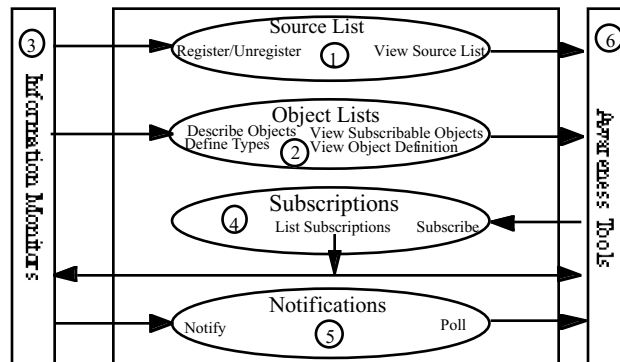 3
Information Monitors
Source List
Register/Unregister
1
View Source List
6
Awareness Tools
Object Lists
Describe Objects
View Subscribable Objects
Define Types
2
View Object Definition
Subscriptions
4
List Subscriptions
Subscribe
Notifications
Notify
5
Poll